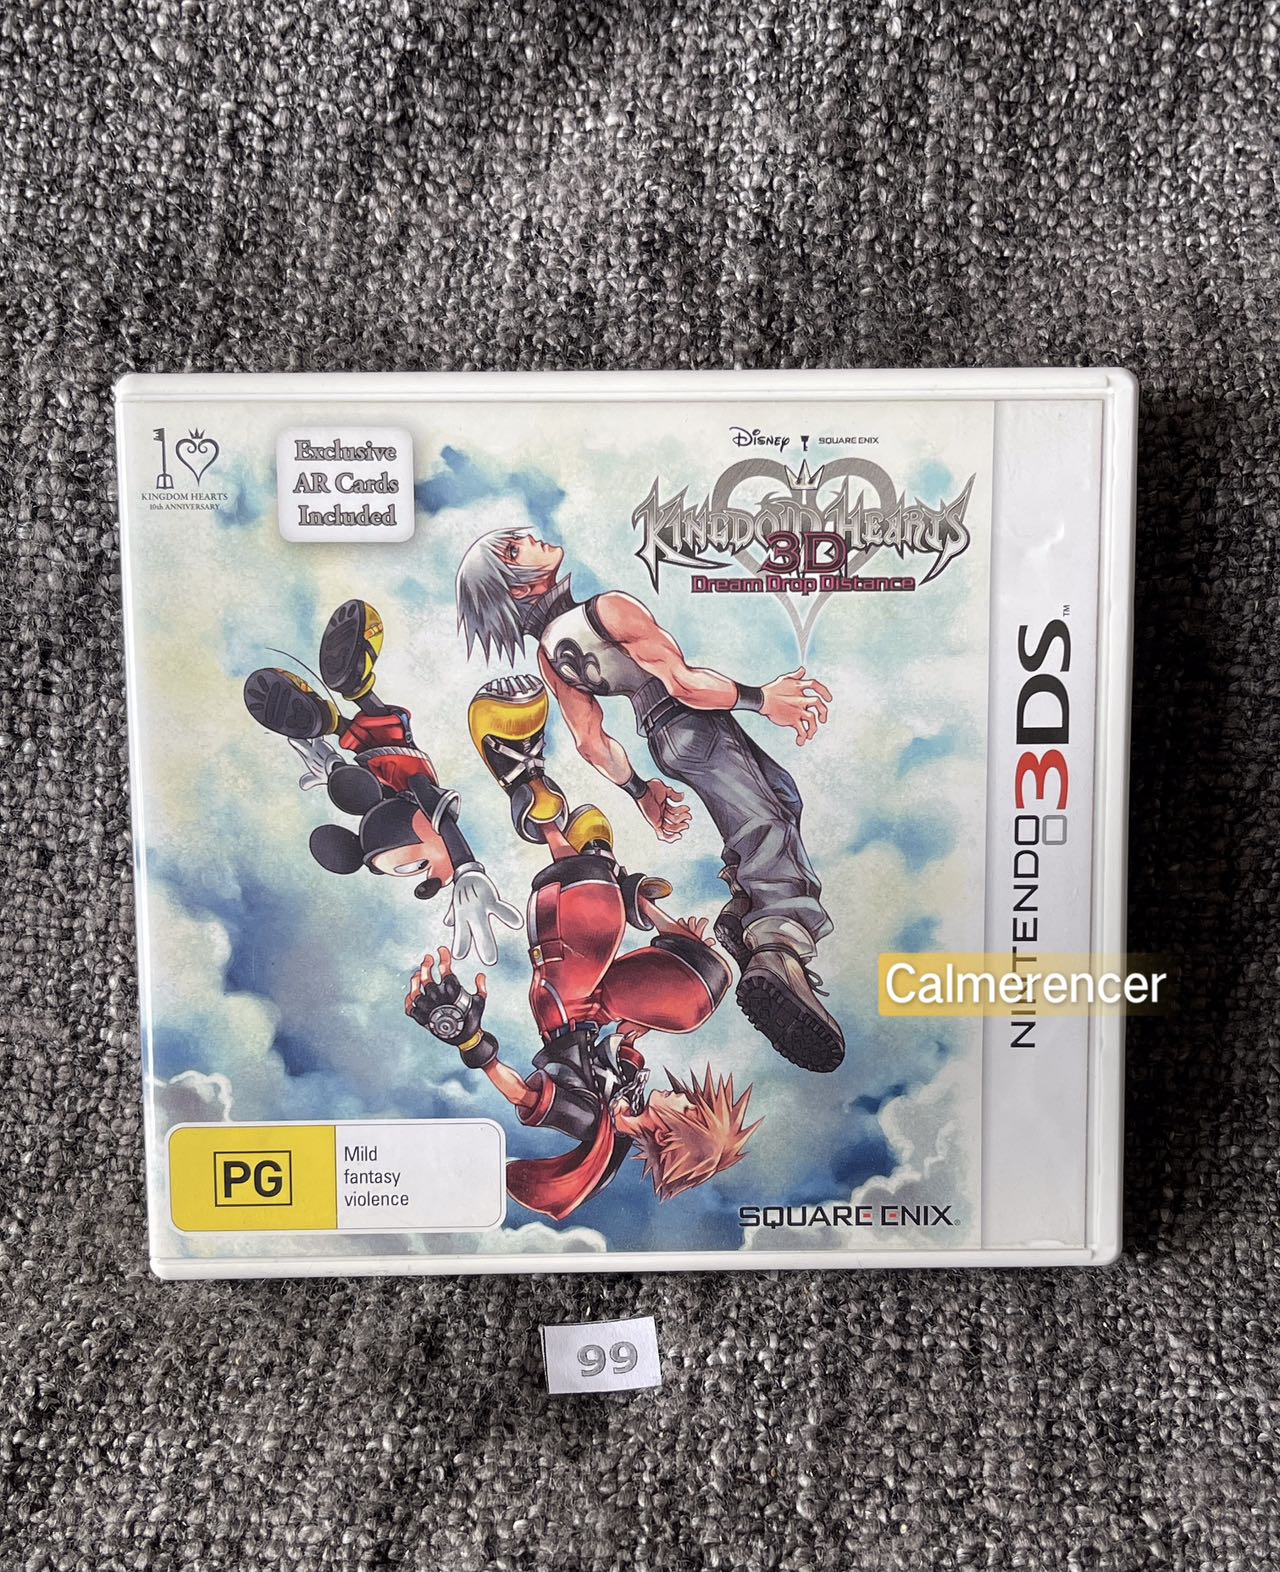 KINGDOM HEARTS
10th ANNIVERSARY
Exclusive
AR Cards
Included
Disney SQUARE ENIX
KINGDOM HEARTS
3D
Dream Drop Distance
NINTENDO 3DS™
Calmerencer
PG
Mild
fantasy
violence
SQUARE ENIX®
99